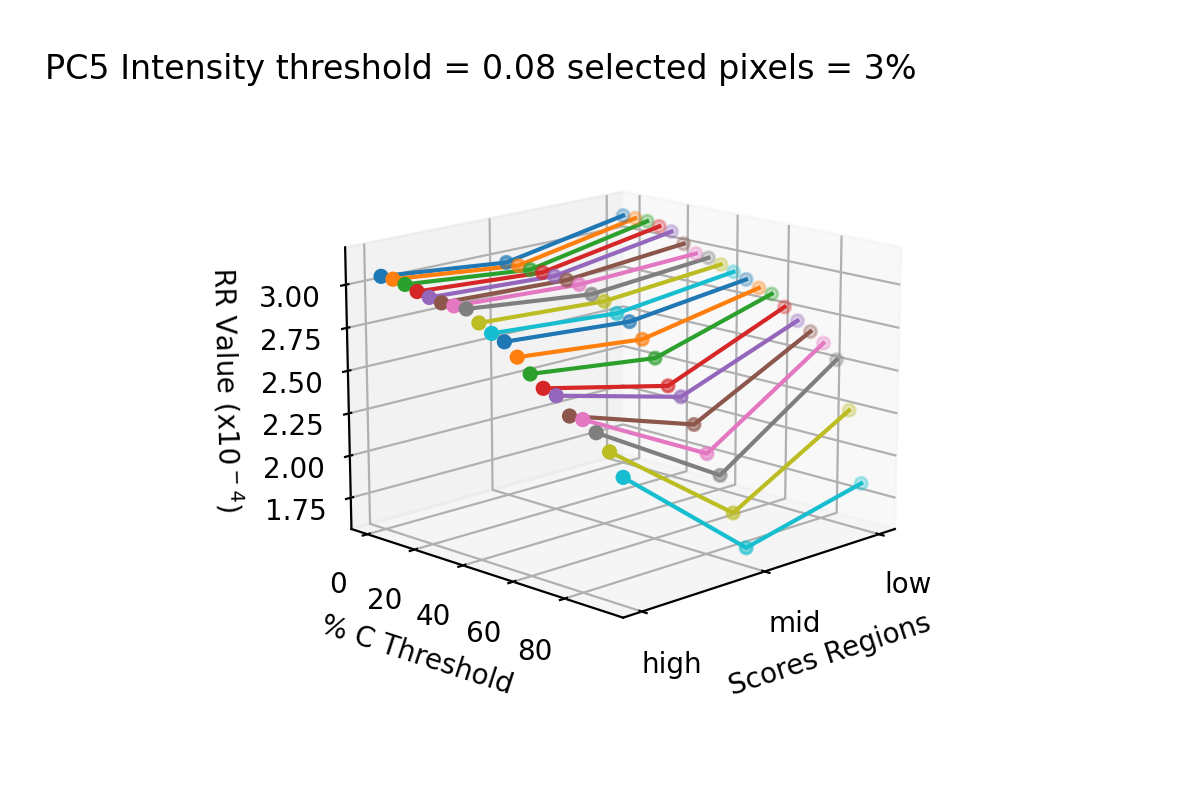 PC5 Intensity threshold = 0.08 selected pixels = 3%
RR Value (x10⁻⁴)
3.00
2.75
2.50
2.25
2.00
1.75
0
20
40
60
80
% C Threshold
high
mid
low
Scores Regions